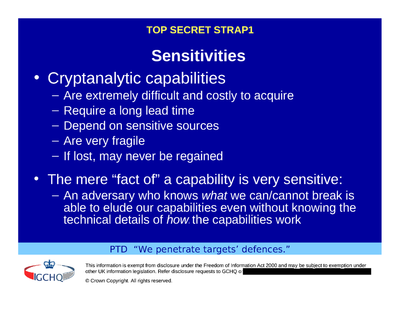 TOP SECRET STRAP1
Sensitivities
• Cryptanalytic capabilities
– Are extremely difficult and costly to acquire
– Require a long lead time
– Depend on sensitive sources
– Are very fragile
– If lost, may never be regained
• The mere “fact of” a capability is very sensitive:
– An adversary who knows what we can/cannot break is
able to elude our capabilities even without knowing the
technical details of how the capabilities work
PTD “We penetrate targets’ defences.”
GCHQ
This information is exempt from disclosure under the Freedom of Information Act 2000 and may be subject to exemption under
other UK information legislation. Refer disclosure requests to GCHQ o
© Crown Copyright. All rights reserved.